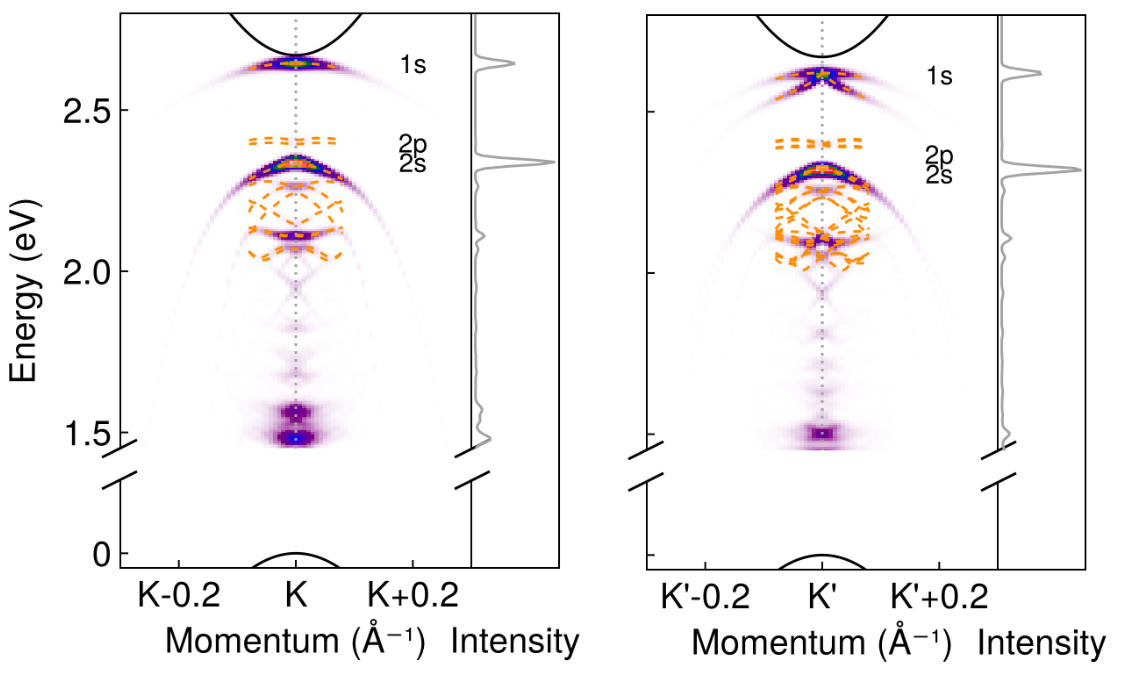 Energy (eV)
2.5
2.0
1.5
0
1s
2p
2s
K-0.2
K
K+0.2
Momentum (Å⁻¹)
Intensity
1s
2p
2s
K'-0.2
K'
K'+0.2
Momentum (Å⁻¹)
Intensity